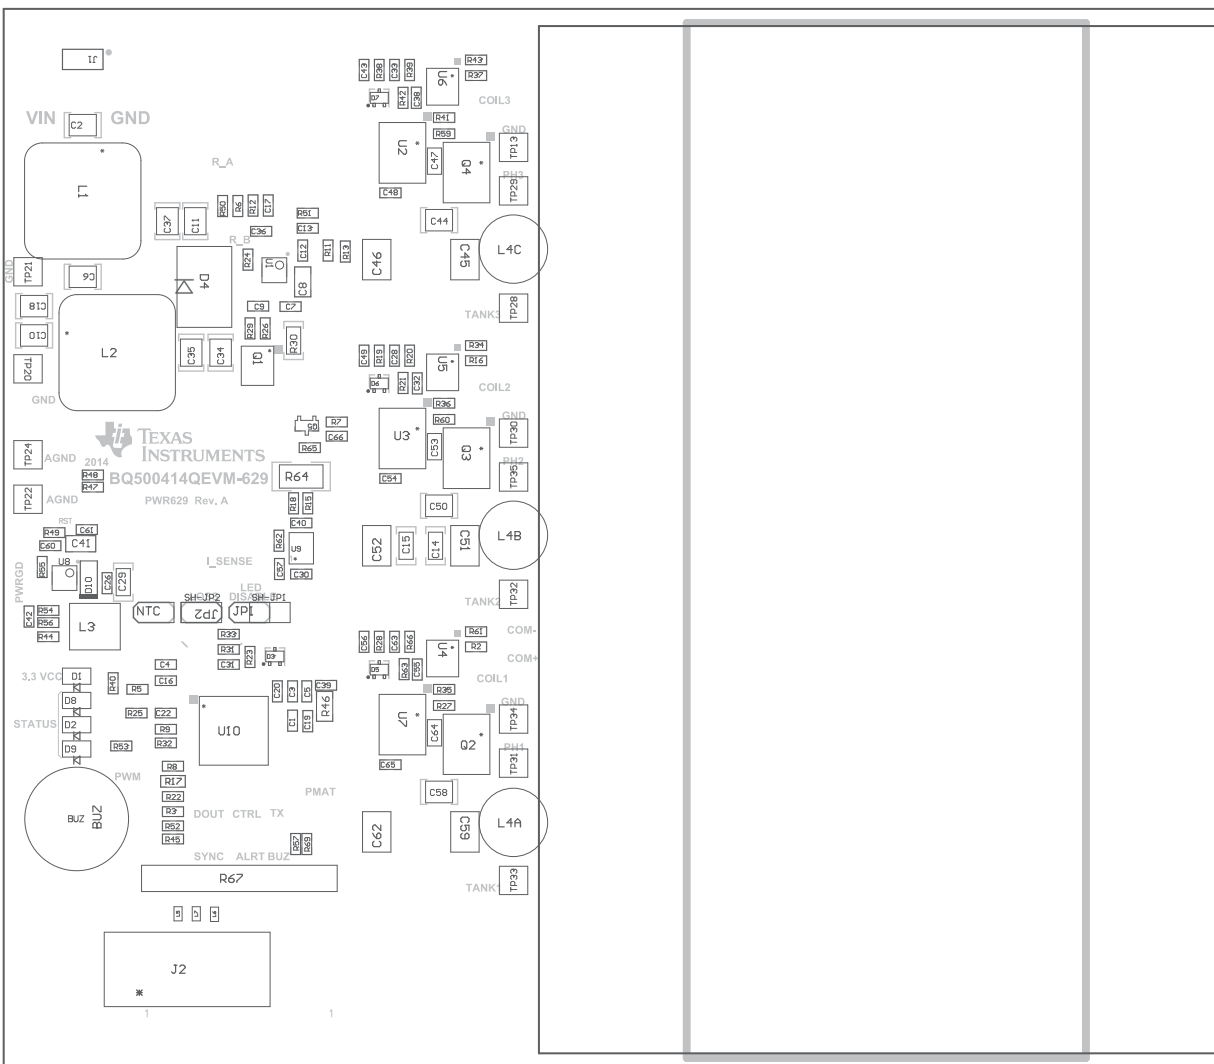 J1
VIN
C2
GND
L1
R_A
R50
R6
R12
C17
C37
C11
R51
C13
C36
R_B
R24
U1
C12
R11
R13
C8
GND
TP21
C6
D4
C18
C10
C9
C7
R29
R26
R30
L2
C35
C34
Q1
TP20
GND
C43
R38
C33
R39
U6
R43
R37
D7
R42
C38
COIL3
R41
R59
U2
C47
Q4
GND
TP13
PH3
TP29
C48
C44
C46
C45
L4C
TANK3
TP28
C49
R19
C28
R20
U5
R34
R16
D6
R21
C32
COIL2
R36
R60
U3
C53
Q3
GND
TP30
PH2
TP35
C54
C50
C52
C15
C14
C51
L4B
TANK2
TP32
TEXAS
INSTRUMENTS
2014
BQ500414QEVM-629
PWR629 Rev. A
R7
C66
R65
R64
TP24
AGND
R48
R47
TP22
AGND
R18
R15
C40
RST
R49
C61
C60
C41
R62
U9
C57
C30
I_SENSE
R55
U8
D10
C26
C29
PWRGD
LED
SH-JP2
SH-JP1
NTC
JP2
JP1
C42
R54
R56
R44
L3
R33
R31
C31
R23
D3
3.3 VCC
D1
R40
C4
C16
R5
D8
STATUS
D2
R25
C22
R9
D9
R53
R32
U10
C20
C3
C5
C39
R46
C1
C19
C56
R28
C63
R66
U4
R61
R2
COM-
COM+
D5
R63
C55
COIL1
R35
R27
U7
C64
Q2
GND
TP34
PH1
TP31
C65
C58
C62
C59
L4A
TANK1
TP33
PWM
R8
R17
R22
R3
R52
R45
BUZ
BUZ
PMAT
DOUT CTRL TX
R57
R69
SYNC ALRT BUZ
R67
L5
L7
L6
J2
1
1